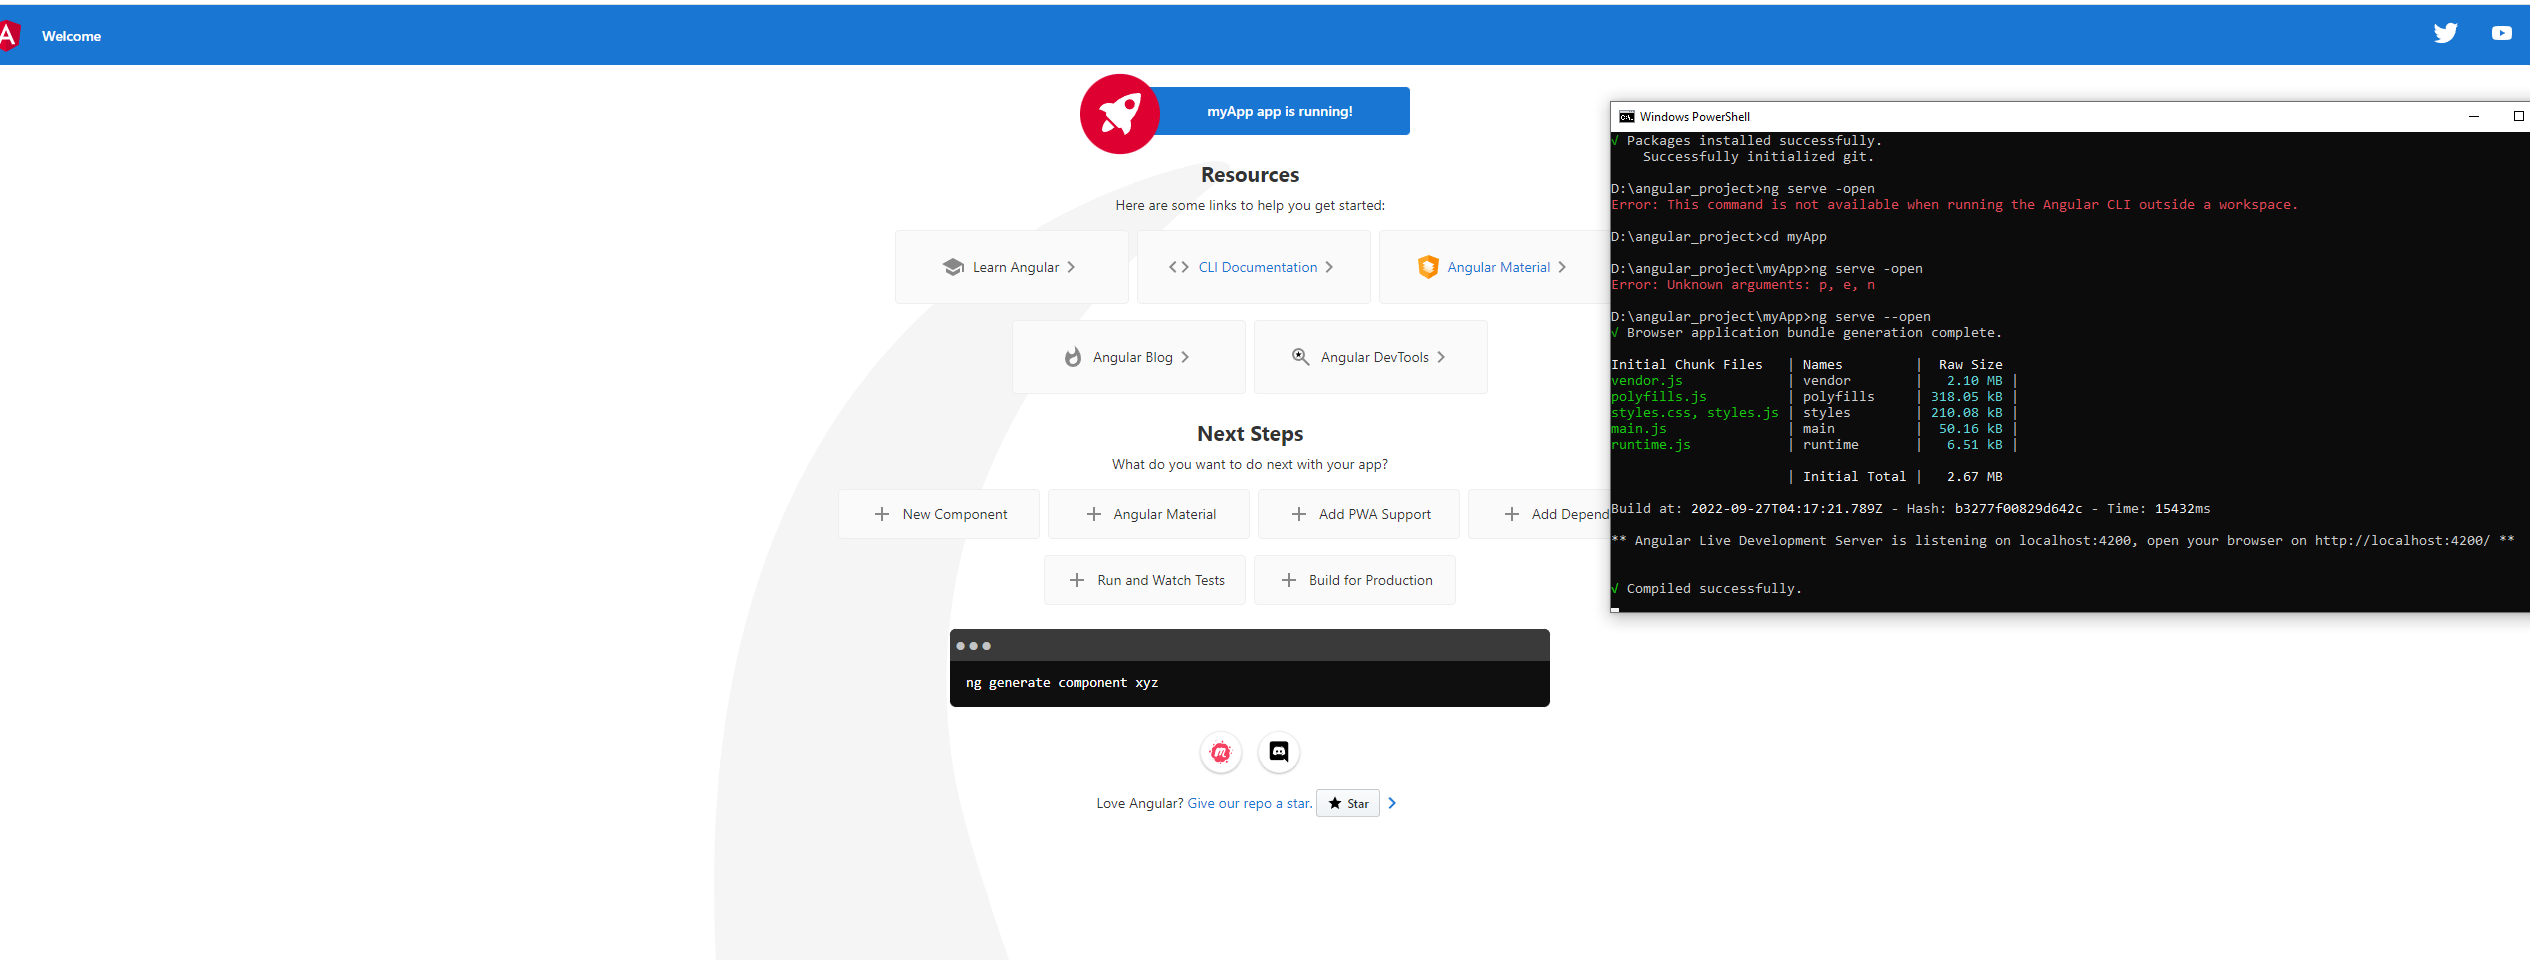 Welcome
myApp app is running!
Resources
Here are some links to help you get started:
Learn Angular
CLI Documentation
Angular Material
Angular Blog
Angular DevTools
Next Steps
What do you want to do next with your app?
New Component
Angular Material
Add PWA Support
Add Depend
Run and Watch Tests
Build for Production
ng generate component xyz
Love Angular? Give our repo a star. Star
Windows PowerShell
√ Packages installed successfully.
Successfully initialized git.
D:\angular_project>ng serve -open
Error: This command is not available when running the Angular CLI outside a workspace.
D:\angular_project>cd myApp
D:\angular_project\myApp>ng serve -open
Error: Unknown arguments: p, e, n
D:\angular_project\myApp>ng serve --open
√ Browser application bundle generation complete.
Initial Chunk Files | Names | Raw Size
vendor.js | vendor | 2.10 MB |
polyfills.js | polyfills | 318.05 kB |
styles.css, styles.js | styles | 210.08 kB |
main.js | main | 50.16 kB |
runtime.js | runtime | 6.51 kB |
| Initial Total | 2.67 MB
Build at: 2022-09-27T04:17:21.789Z - Hash: b3277f00829d642c - Time: 15432ms
** Angular Live Development Server is listening on localhost:4200, open your browser on http://localhost:4200/ **
√ Compiled successfully.